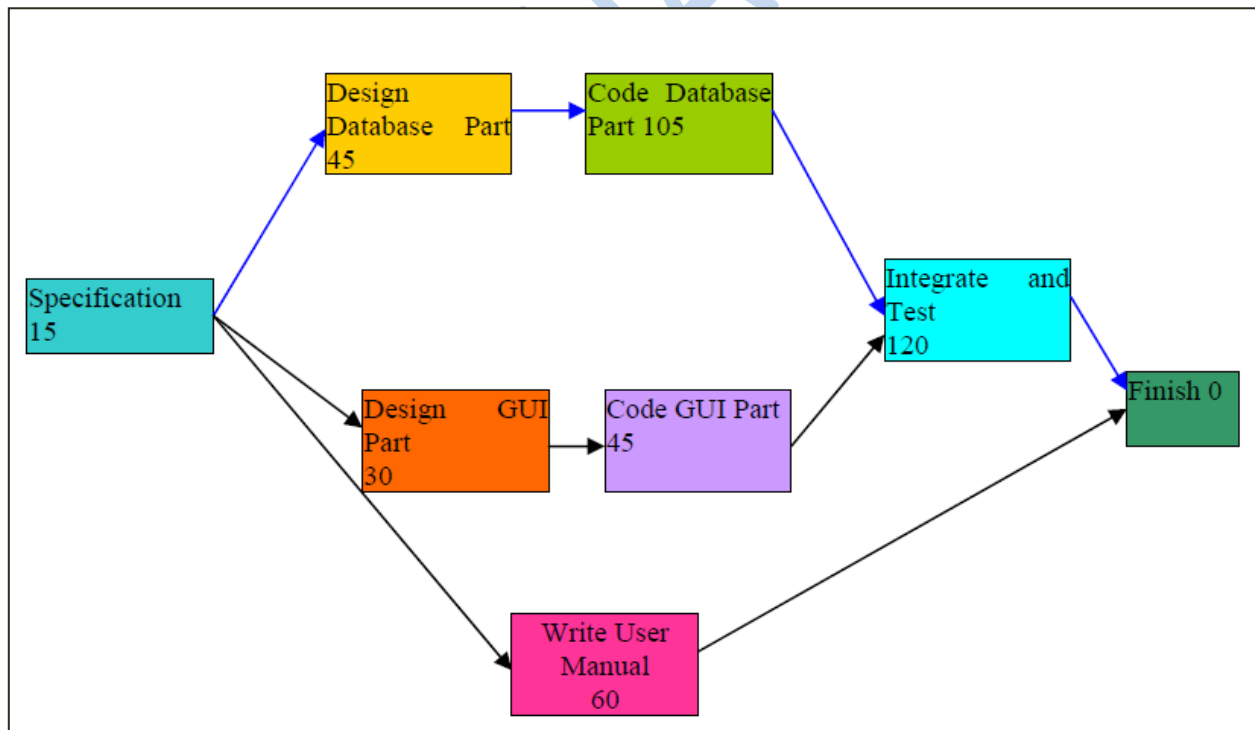 Design
Database Part
45
Code Database
Part 105
Specification
15
Integrate and
Test
120
Finish 0
Design GUI
Part
30
Code GUI Part
45
Write User
Manual
60